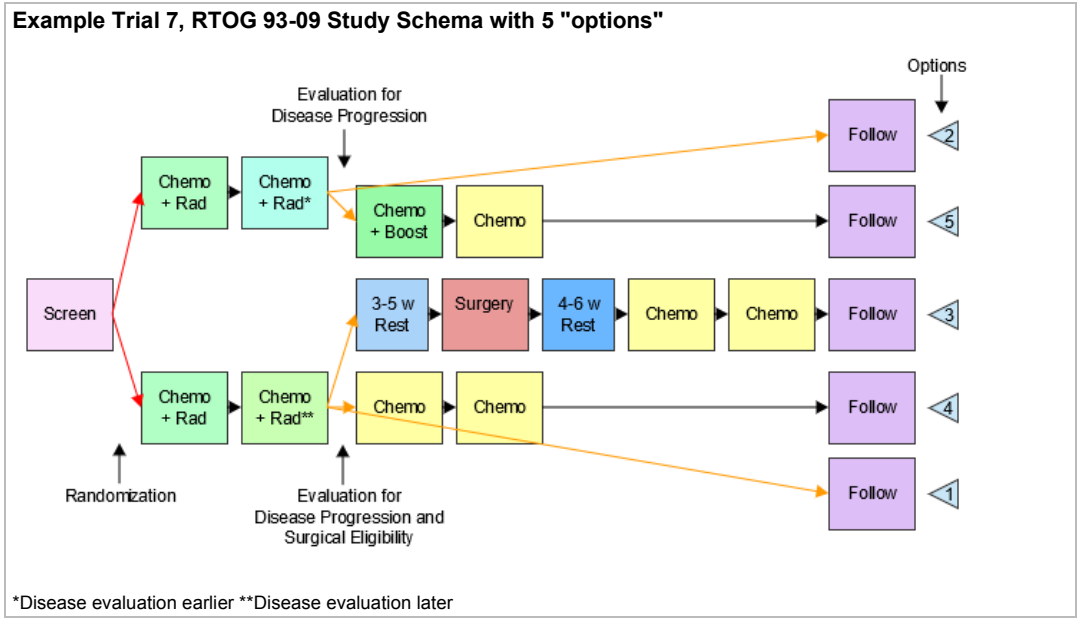 Example Trial 7, RTOG 93-09 Study Schema with 5 "options"
Options
Evaluation for
Disease Progression
Follow
2
Chemo
+ Rad
Chemo
+ Rad*
Chemo
+ Boost
Chemo
Follow
5
Screen
3-5 w
Rest
Surgery
4-6 w
Rest
Chemo
Chemo
Follow
3
Chemo
+ Rad
Chemo
+ Rad**
Chemo
Chemo
Follow
4
Follow
1
Randomization
Evaluation for
Disease Progression and
Surgical Eligibility
*Disease evaluation earlier **Disease evaluation later